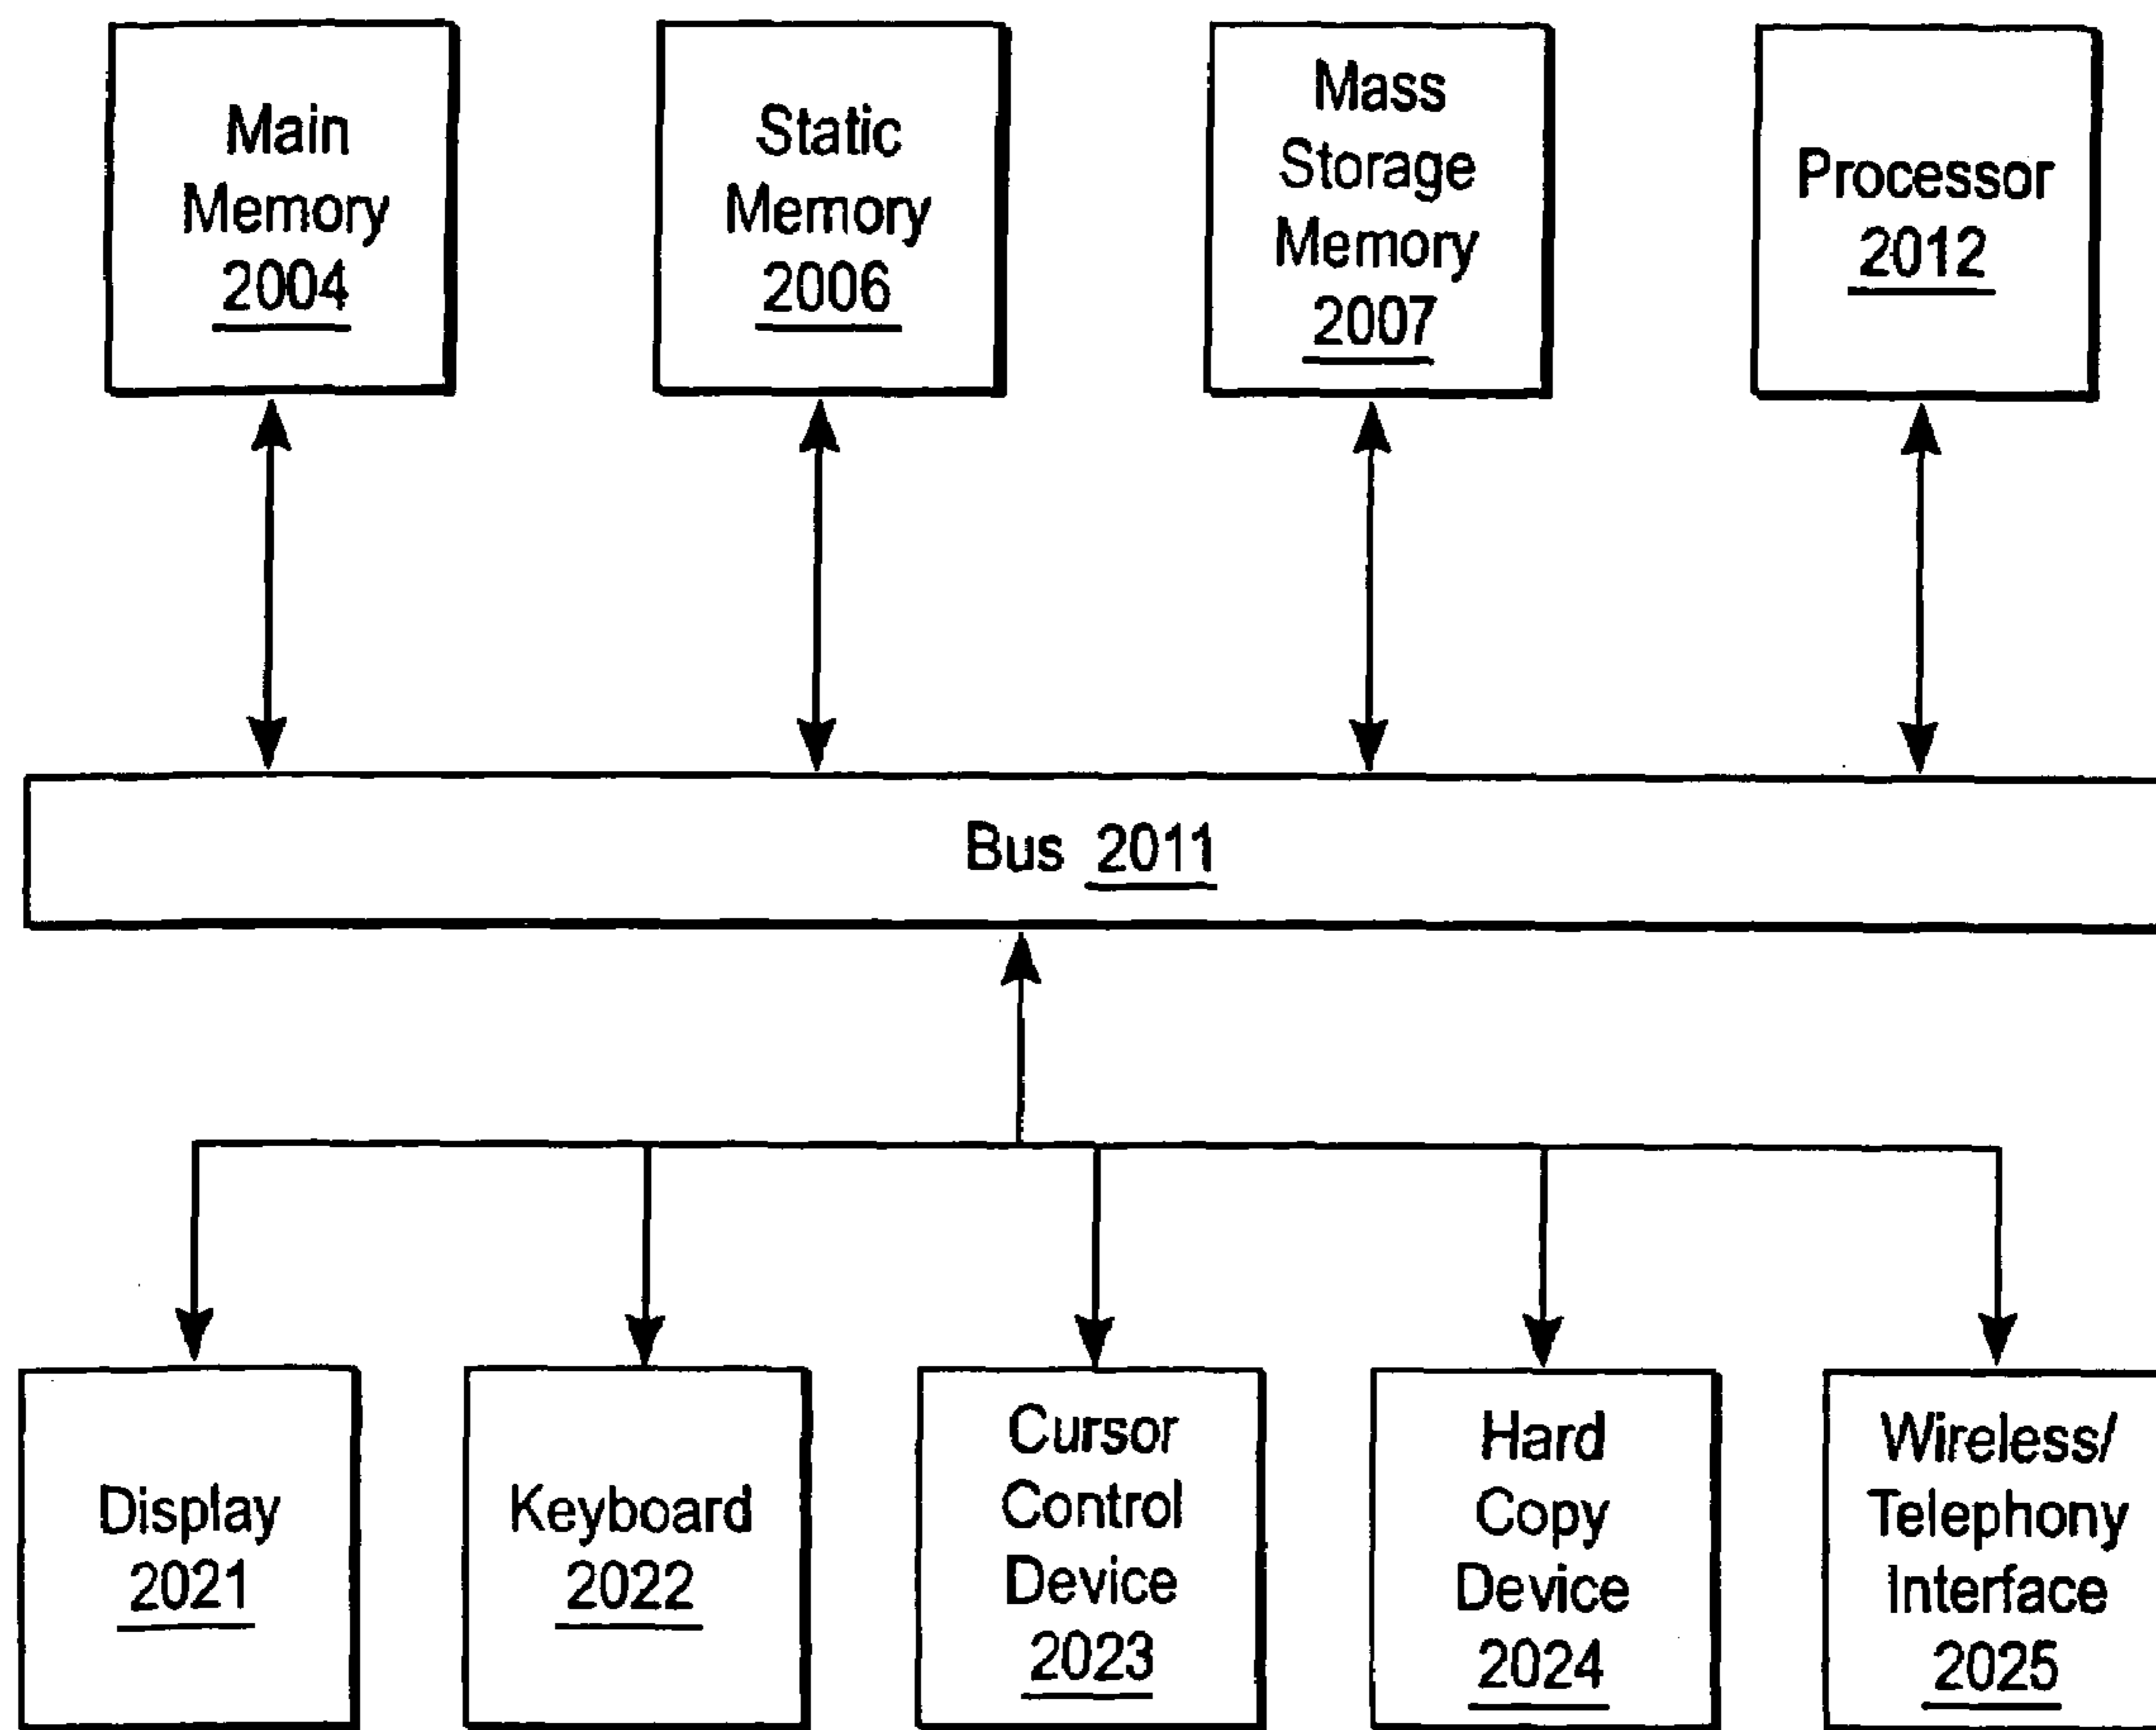 Main
Memory
2004
Static
Memory
2006
Mass
Storage
Memory
2007
Processor
2012
Bus 2011
Display
2021
Keyboard
2022
Cursor
Control
Device
2023
Hard
Copy
Device
2024
Wireless/
Telephony
Interface
2025